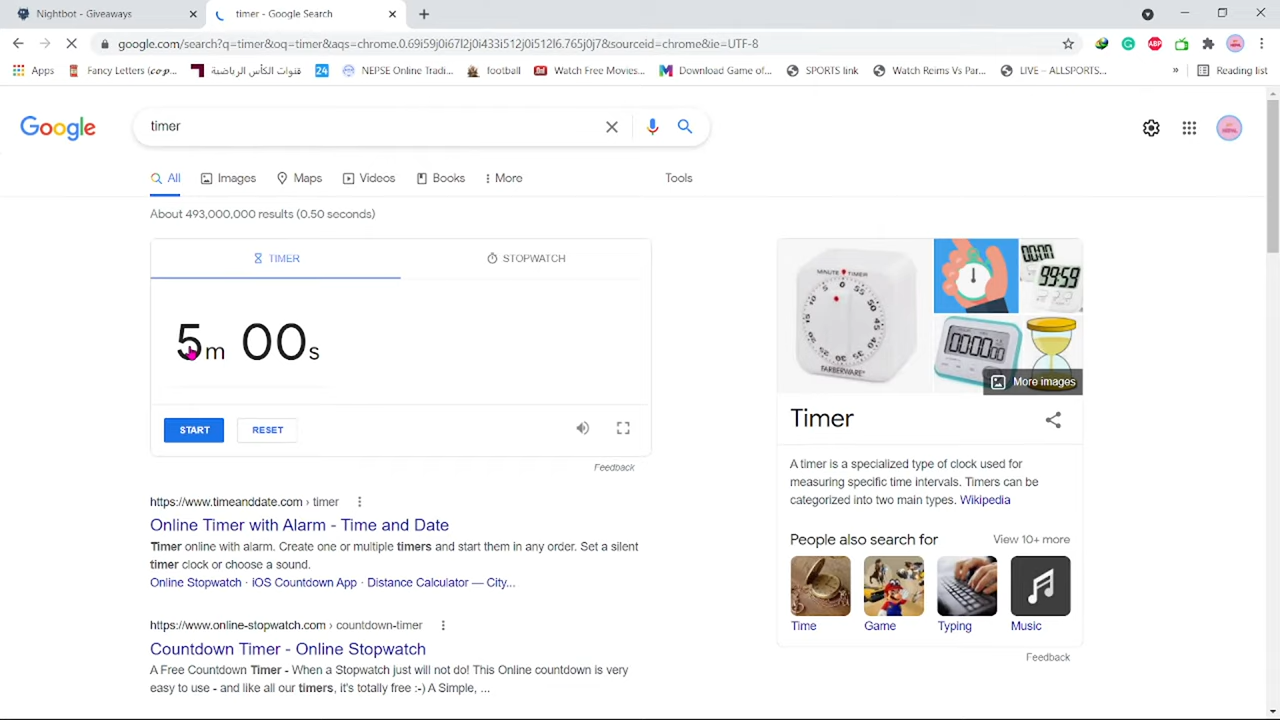 Nightbot - Giveaways
timer - Google Search
google.com/search?q=timer&oq=timer&aqs=chrome.0.69i59j0i271l2j0i433i512j0i512l6.765j0j7&sourceid=chrome&ie=UTF-8
Apps
Fancy Letters (𝓬𝓸𝓹...
قنوات الكأس الرياضية
24
NEPSE Online Tradi...
football
Watch Free Movies...
Download Game of...
SPORTS link
Watch Reims Vs Par...
LIVE – ALLSPORTS...
»
Reading list
ABP
Google
timer
All
Images
Maps
Videos
Books
More
Tools
About 493,000,000 results (0.50 seconds)
TIMER
STOPWATCH
5m 00s
START
RESET
Feedback
https://www.timeanddate.com › timer
Online Timer with Alarm - Time and Date
Timer online with alarm. Create one or multiple timers and start them in any order. Set a silent
timer clock or choose a sound.
Online Stopwatch · iOS Countdown App · Distance Calculator — City...
https://www.online-stopwatch.com › countdown-timer
Countdown Timer - Online Stopwatch
A Free Countdown Timer - When a Stopwatch just will not do! This Online countdown is very
easy to use - and like all our timers, it's totally free :-) A Simple, ...
MINUTE TIMER
FARBERWARE
99:59
More images
Timer
A timer is a specialized type of clock used for
measuring specific time intervals. Timers can be
categorized into two main types. Wikipedia
People also search for
View 10+ more
Time
Game
Typing
Music
Feedback